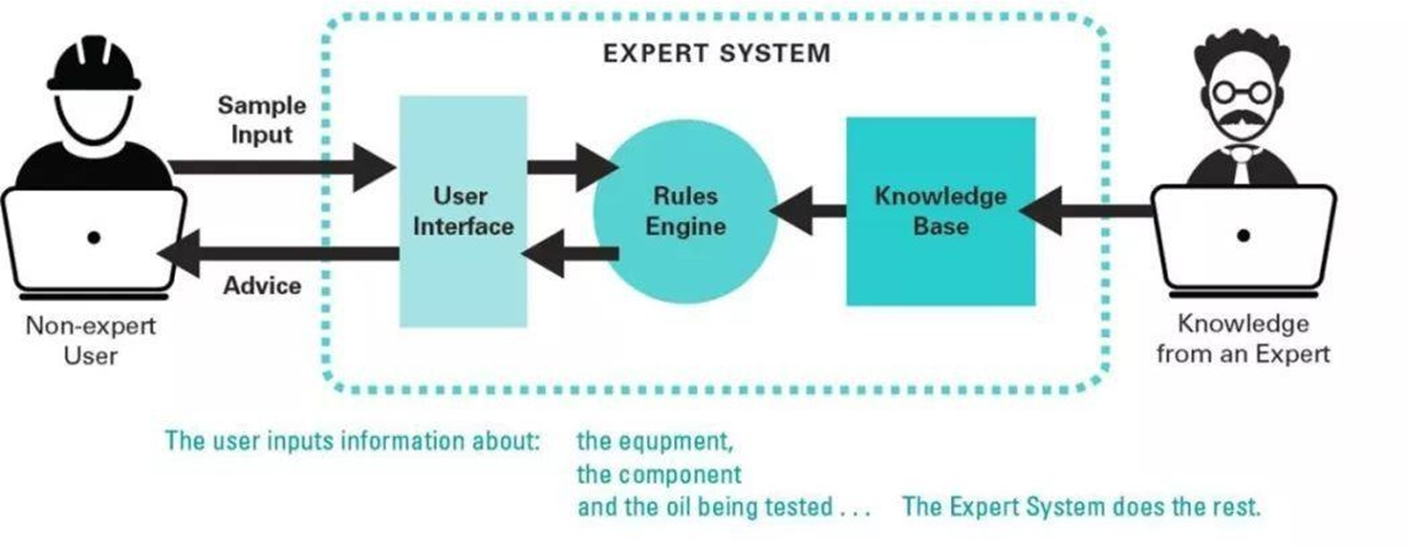 EXPERT SYSTEM
Sample
Input
User
Interface
Rules
Engine
Knowledge
Base
Advice
Non-expert
User
Knowledge
from an Expert
The user inputs information about: the equpment,
the component
and the oil being tested . . . The Expert System does the rest.